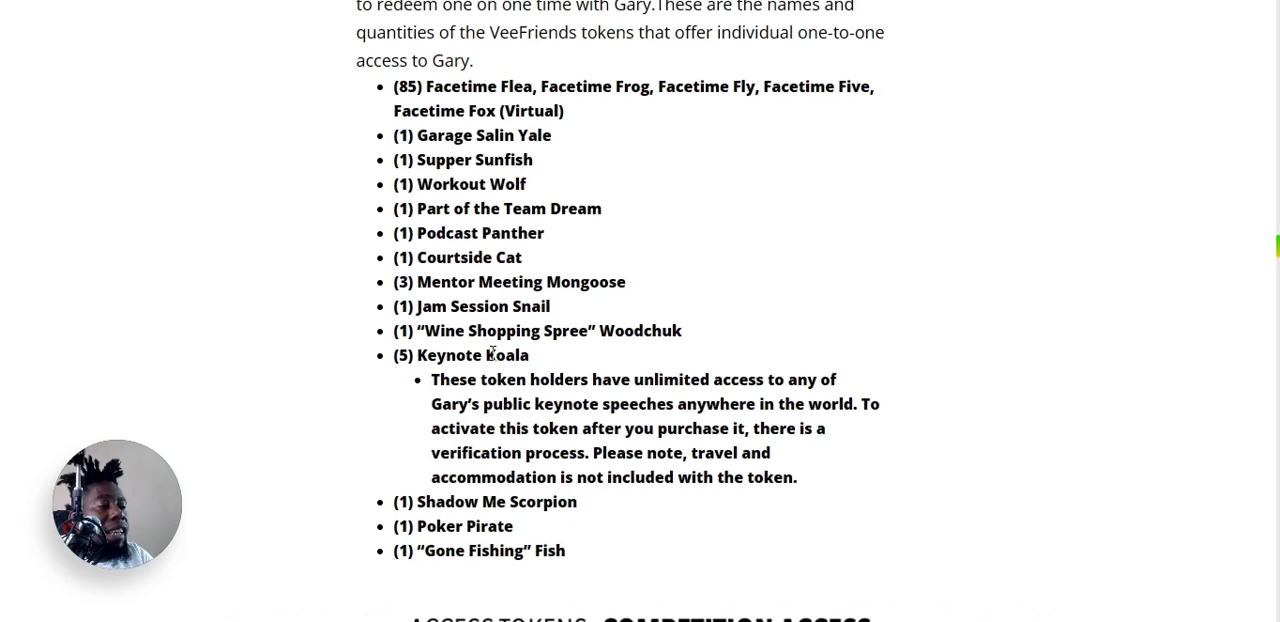 to redeem one on one time with Gary.These are the names and
quantities of the VeeFriends tokens that offer individual one-to-one
access to Gary.
(85) Facetime Flea, Facetime Frog, Facetime Fly, Facetime Five,
Facetime Fox (Virtual)
(1) Garage Salin Yale
(1) Supper Sunfish
(1) Workout Wolf
(1) Part of the Team Dream
(1) Podcast Panther
(1) Courtside Cat
(3) Mentor Meeting Mongoose
(1) Jam Session Snail
(1) “Wine Shopping Spree” Woodchuk
(5) Keynote Koala
These token holders have unlimited access to any of
Gary’s public keynote speeches anywhere in the world. To
activate this token after you purchase it, there is a
verification process. Please note, travel and
accommodation is not included with the token.
(1) Shadow Me Scorpion
(1) Poker Pirate
(1) “Gone Fishing” Fish
ACCESS TOKENS: COMPETITION ACCESS